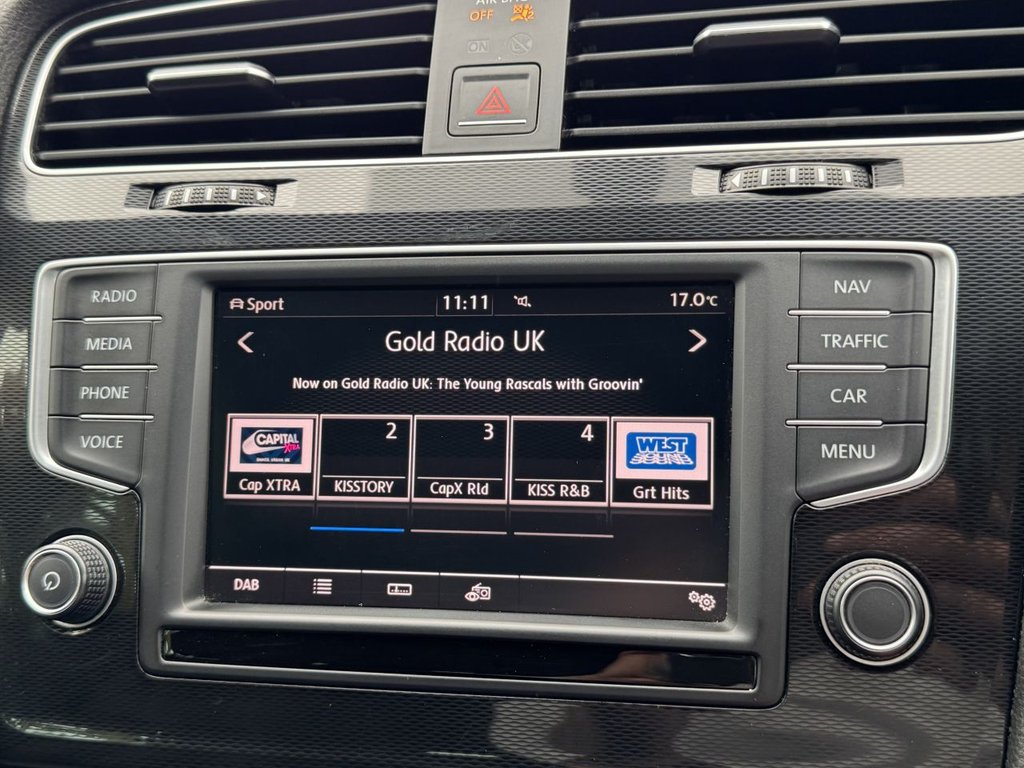 AIR BAG
OFF
ON
RADIO
MEDIA
PHONE
VOICE
Sport
11:11
17.0°C
Gold Radio UK
Now on Gold Radio UK: The Young Rascals with Groovin'
CAPITAL
XTRA
Cap XTRA
2
KISSTORY
3
CapX Rld
4
KISS R&B
WEST
SOUND
Grt Hits
DAB
NAV
TRAFFIC
CAR
MENU